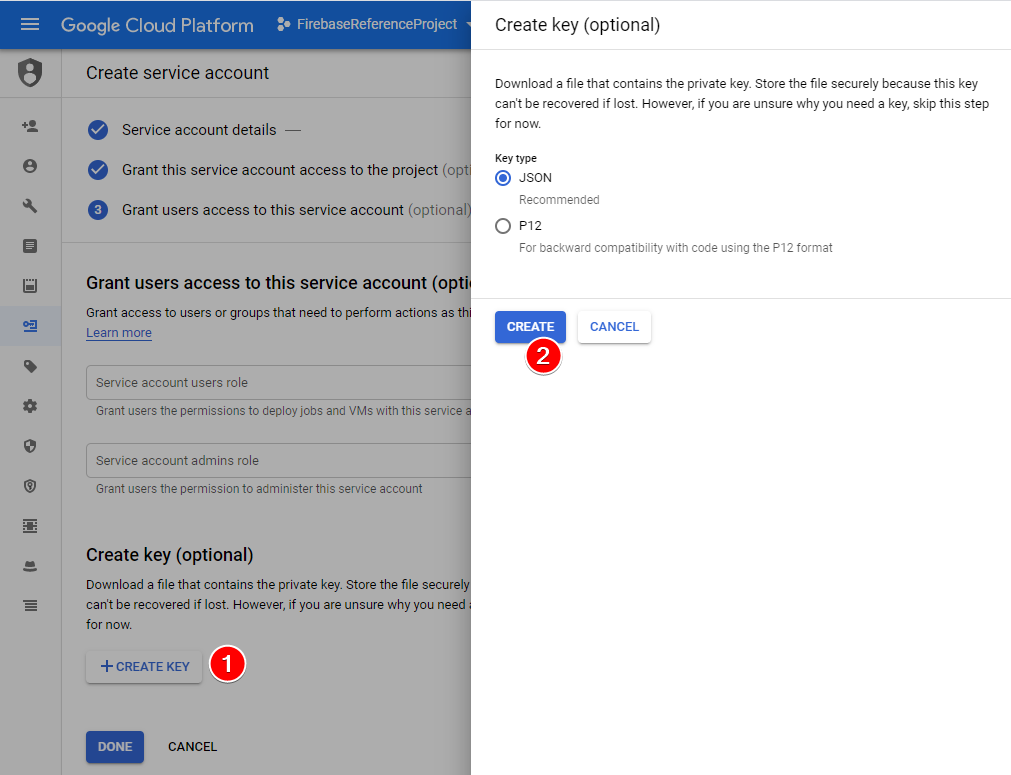 Google Cloud Platform
FirebaseReferenceProject
Create service account
Service account details
Grant this service account access to the project (opti
3
Grant users access to this service account (optional)
Grant users access to this service account (optio
Grant access to users or groups that need to perform actions as thi
Learn more
Service account users role
Grant users the permissions to deploy jobs and VMs with this service a
Service account admins role
Grant users the permission to administer this service account
Create key (optional)
Download a file that contains the private key. Store the file securely
can't be recovered if lost. However, if you are unsure why you need a
for now.
CREATE KEY
1
DONE
CANCEL
Create key (optional)
Download a file that contains the private key. Store the file securely because this key
can't be recovered if lost. However, if you are unsure why you need a key, skip this step
for now.
Key type
JSON
Recommended
P12
For backward compatibility with code using the P12 format
CREATE
CANCEL
2